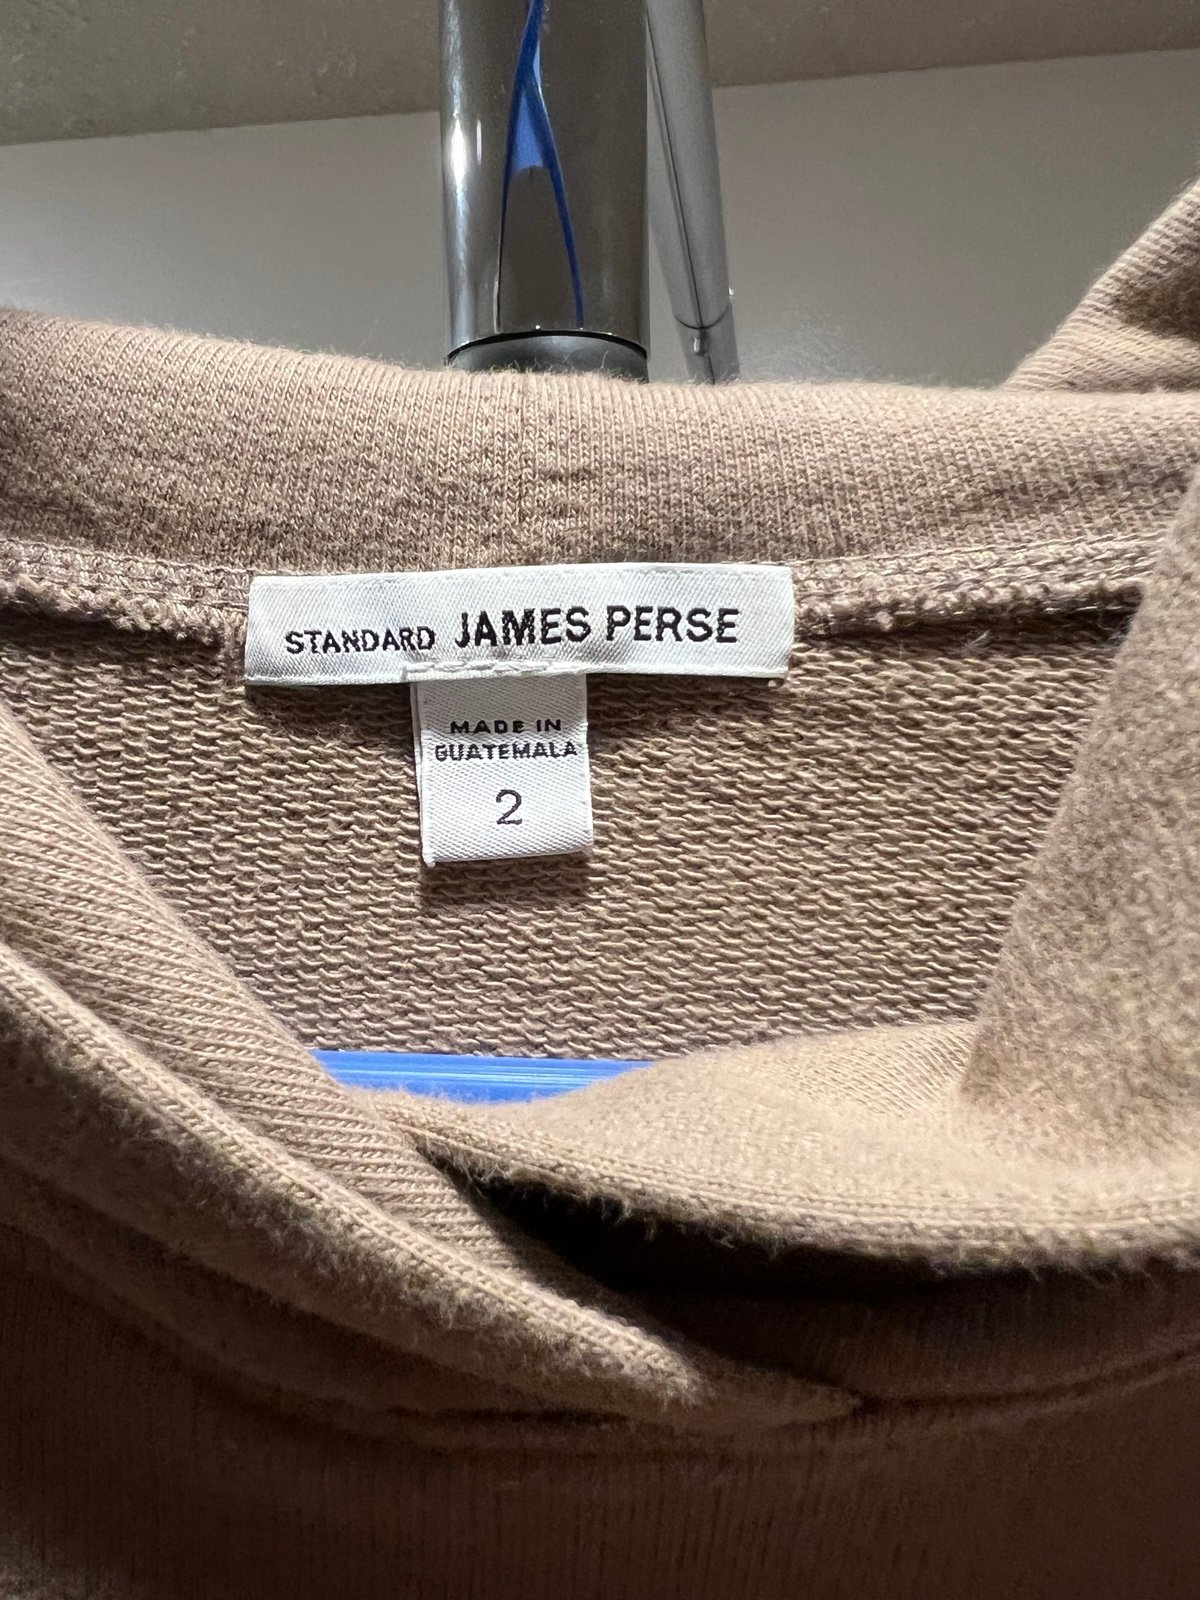 STANDARD JAMES PERSE
MADE IN
GUATEMALA
2